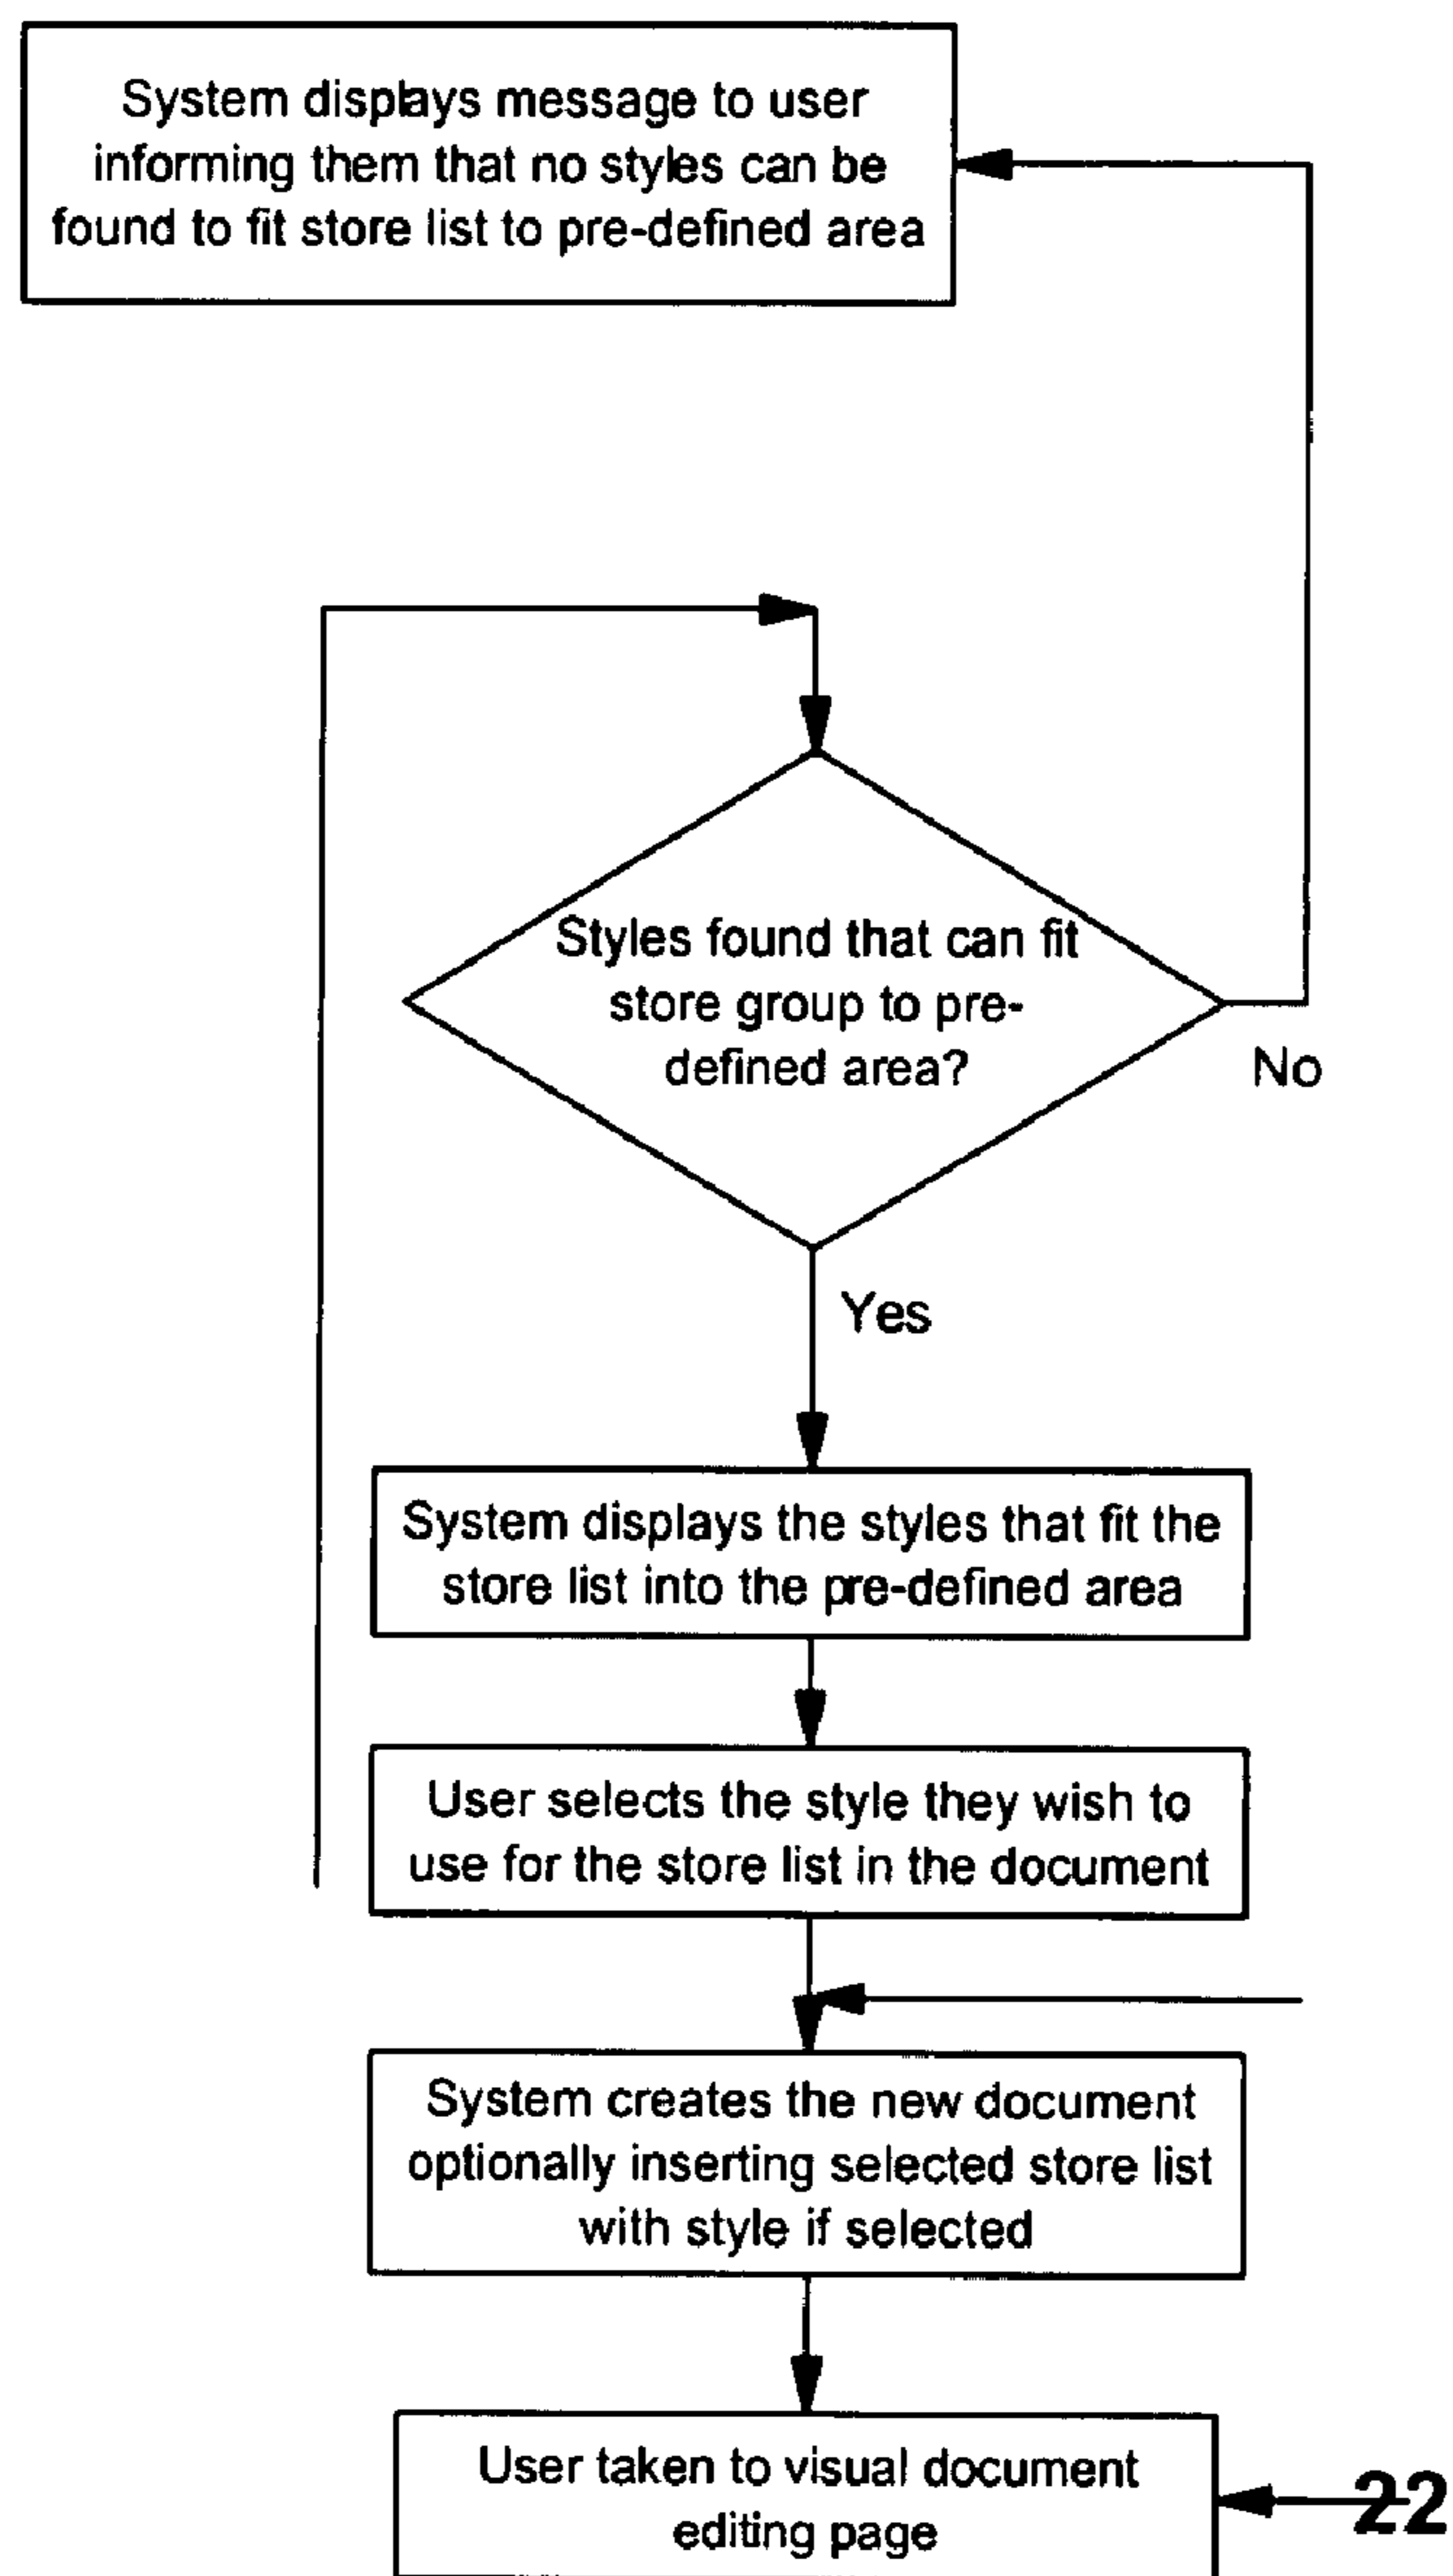 System displays message to user
informing them that no styles can be
found to fit store list to pre-defined area
Styles found that can fit
store group to pre-
defined area?
No
Yes
System displays the styles that fit the
store list into the pre-defined area
User selects the style they wish to
use for the store list in the document
System creates the new document
optionally inserting selected store list
with style if selected
User taken to visual document
editing page
22